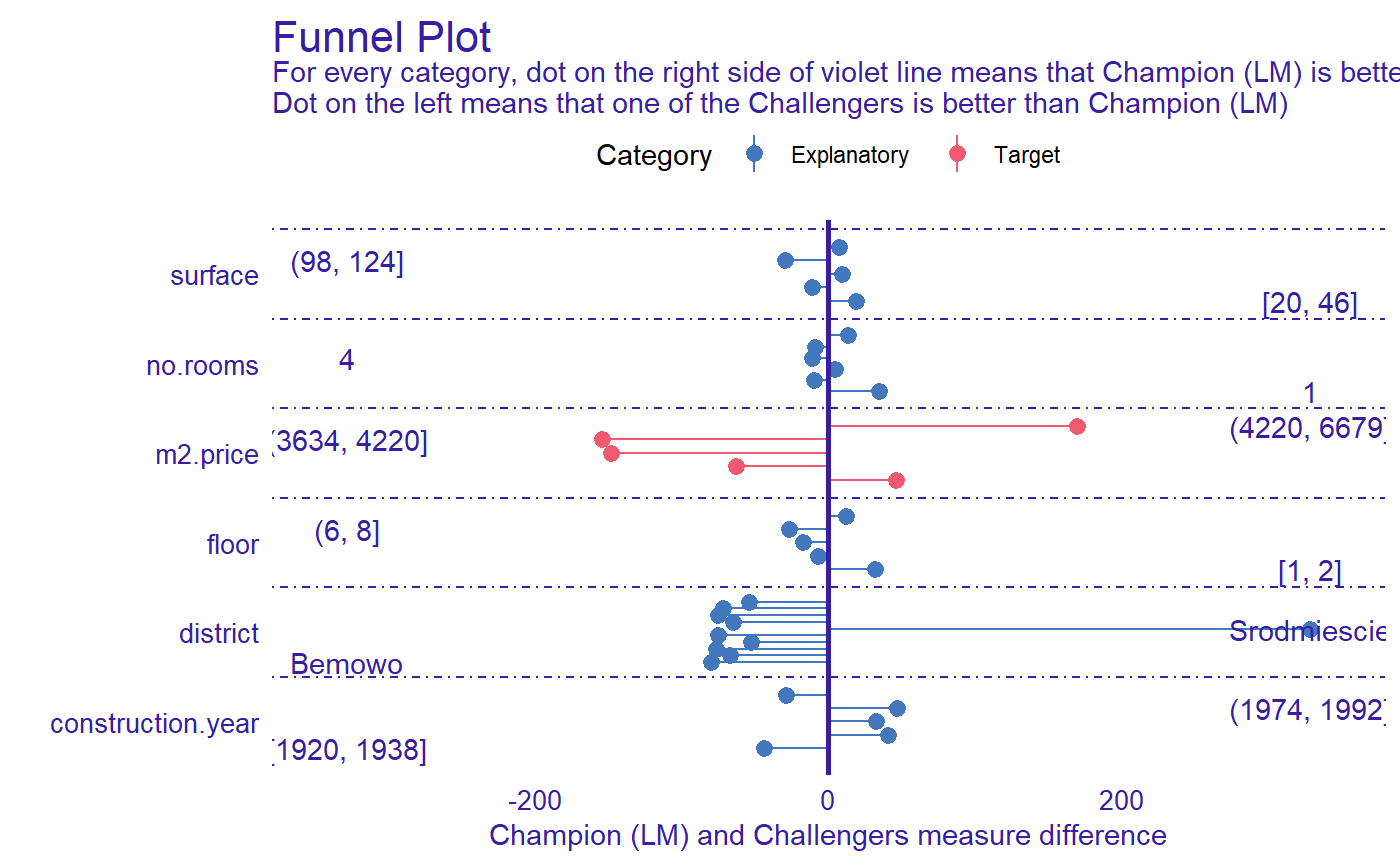 Funnel Plot
For every category, dot on the right side of violet line means that Champion (LM) is bette
Dot on the left means that one of the Challengers is better than Champion (LM)
Category Explanatory Target
surface (98, 124] [20, 46]
no.rooms 4 1
m2.price (3634, 4220] (4220, 6679]
floor (6, 8] [1, 2]
district Bemowo Srodmiescie
construction.year [1920, 1938] (1974, 1992]
-200 0 200
Champion (LM) and Challengers measure difference